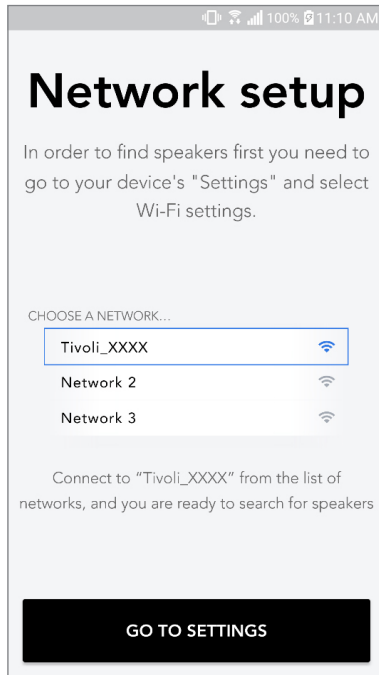 100% 11:10 AM
Network setup
In order to find speakers first you need to
go to your device's "Settings" and select
Wi-Fi settings.
CHOOSE A NETWORK...
Tivoli_XXXX
Network 2
Network 3
Connect to “Tivoli_XXXX” from the list of
networks, and you are ready to search for speakers
GO TO SETTINGS